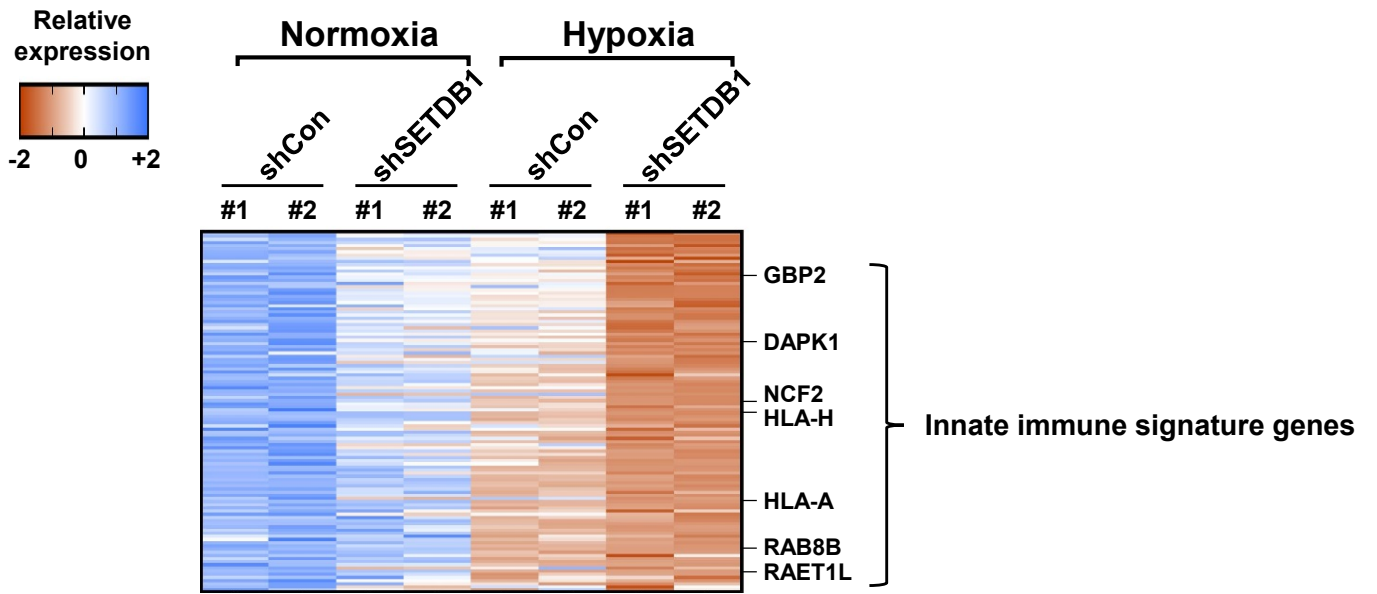 Relative
expression
-2 0 +2
Normoxia Hypoxia
shCon shSETDB1 shCon shSETDB1
#1 #2 #1 #2 #1 #2 #1 #2
GBP2
DAPK1
NCF2
HLA-H
HLA-A
RAB8B
RAET1L
Innate immune signature genes